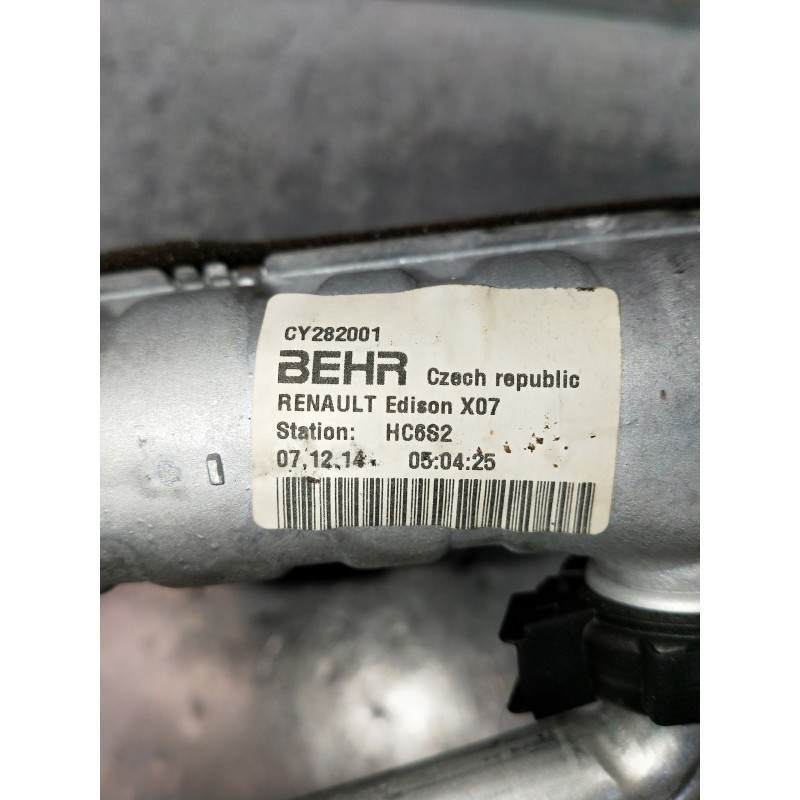 CY282001
BEHR Czech republic
RENAULT Edison X07
Station: HC6S2
07.12.14 05:04:25